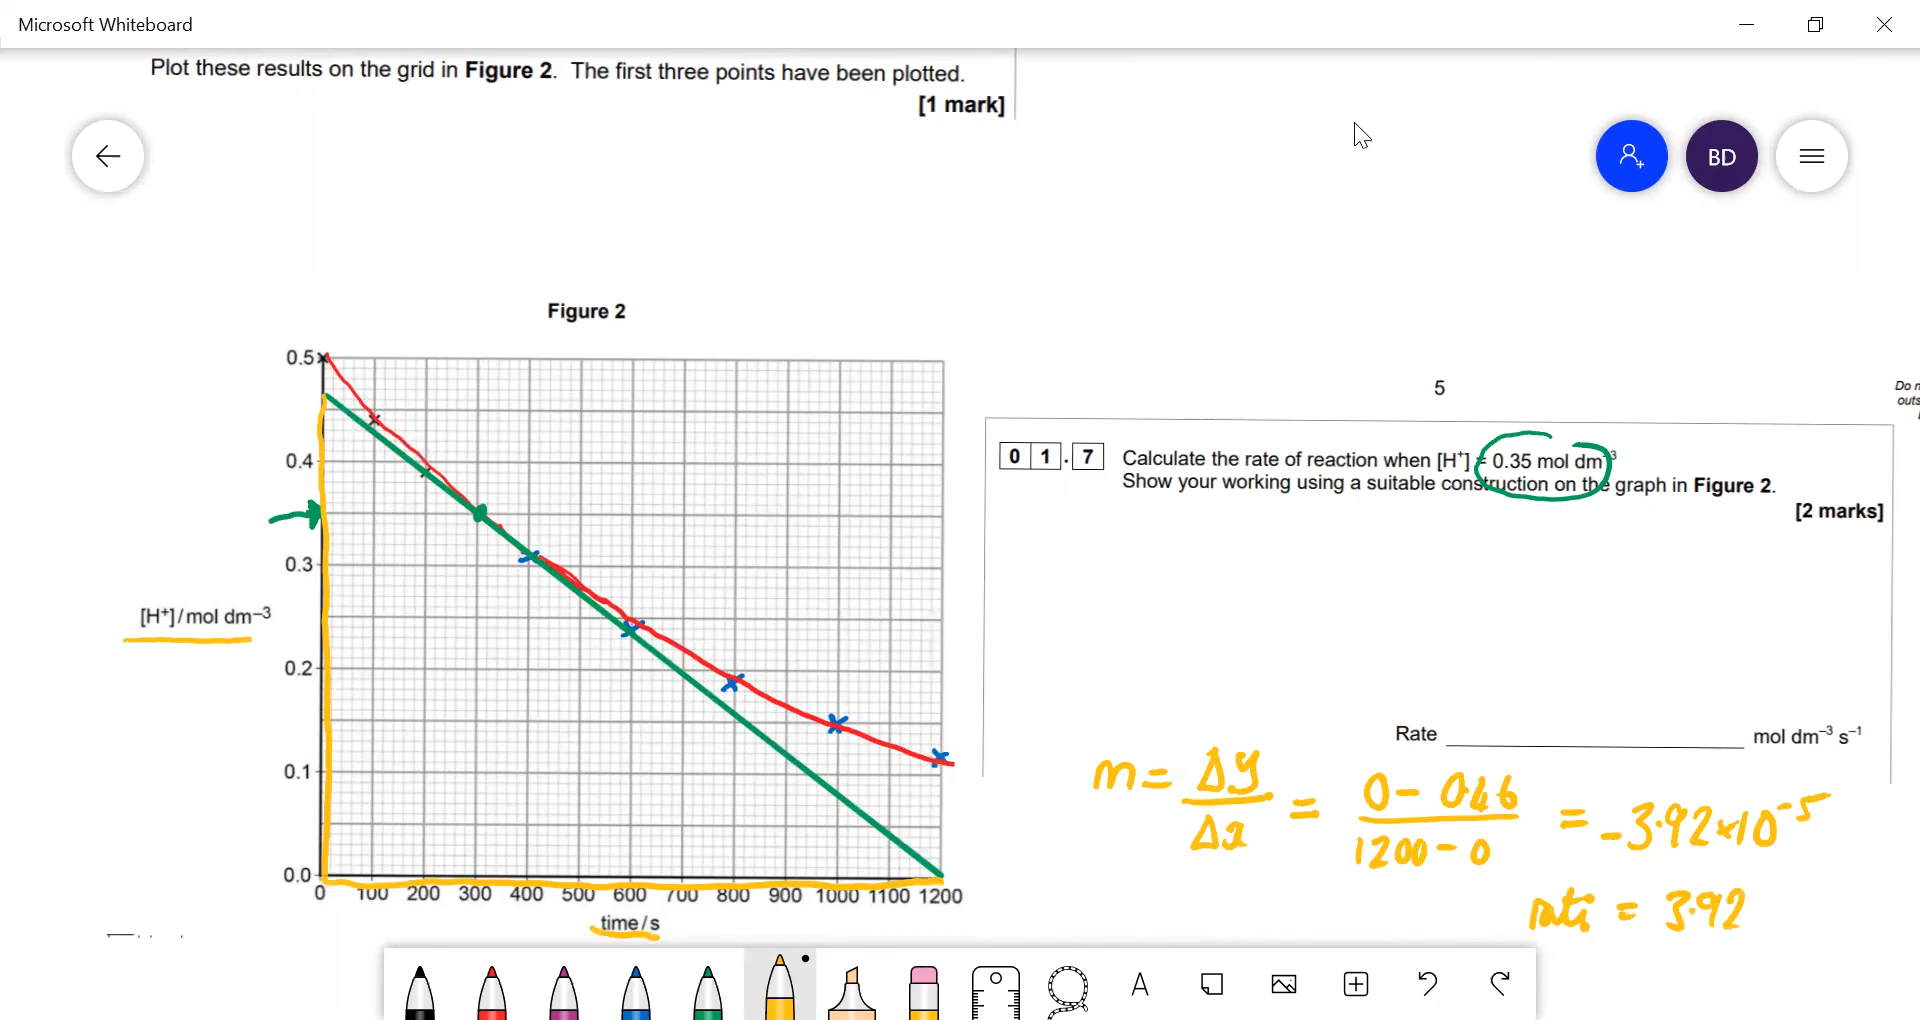 Microsoft Whiteboard
Plot these results on the grid in Figure 2. The first three points have been plotted.
[1 mark]
BD
Figure 2
0.5
0.4
0.3
0.2
0.1
0.0
[H⁺]/mol dm⁻³
0 100 200 300 400 500 600 700 800 900 1000 1100 1200
time/s
5
Do n
outs
0 1 . 7 Calculate the rate of reaction when [H⁺] = 0.35 mol dm⁻³
Show your working using a suitable construction on the graph in Figure 2.
[2 marks]
Rate ____ mol dm⁻³ s⁻¹
m = Δy/Δx = 0 - 0.46/1200 - 0 = -3.92×10⁻⁵
rate = 3.92
A